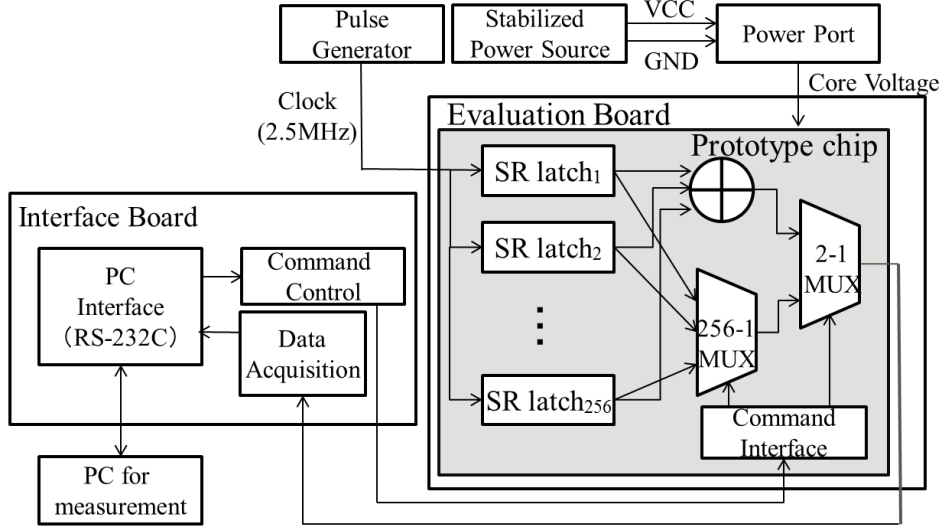 Pulse
Generator
Stabilized
Power Source
VCC
GND
Power Port
Core Voltage
Clock
(2.5MHz)
Evaluation Board
Prototype chip
SR latch1
SR latch2
⋮
SR latch256
256-1
MUX
2-1
MUX
Command
Interface
Interface Board
PC
Interface
(RS-232C)
Command
Control
Data
Acquisition
PC for
measurement